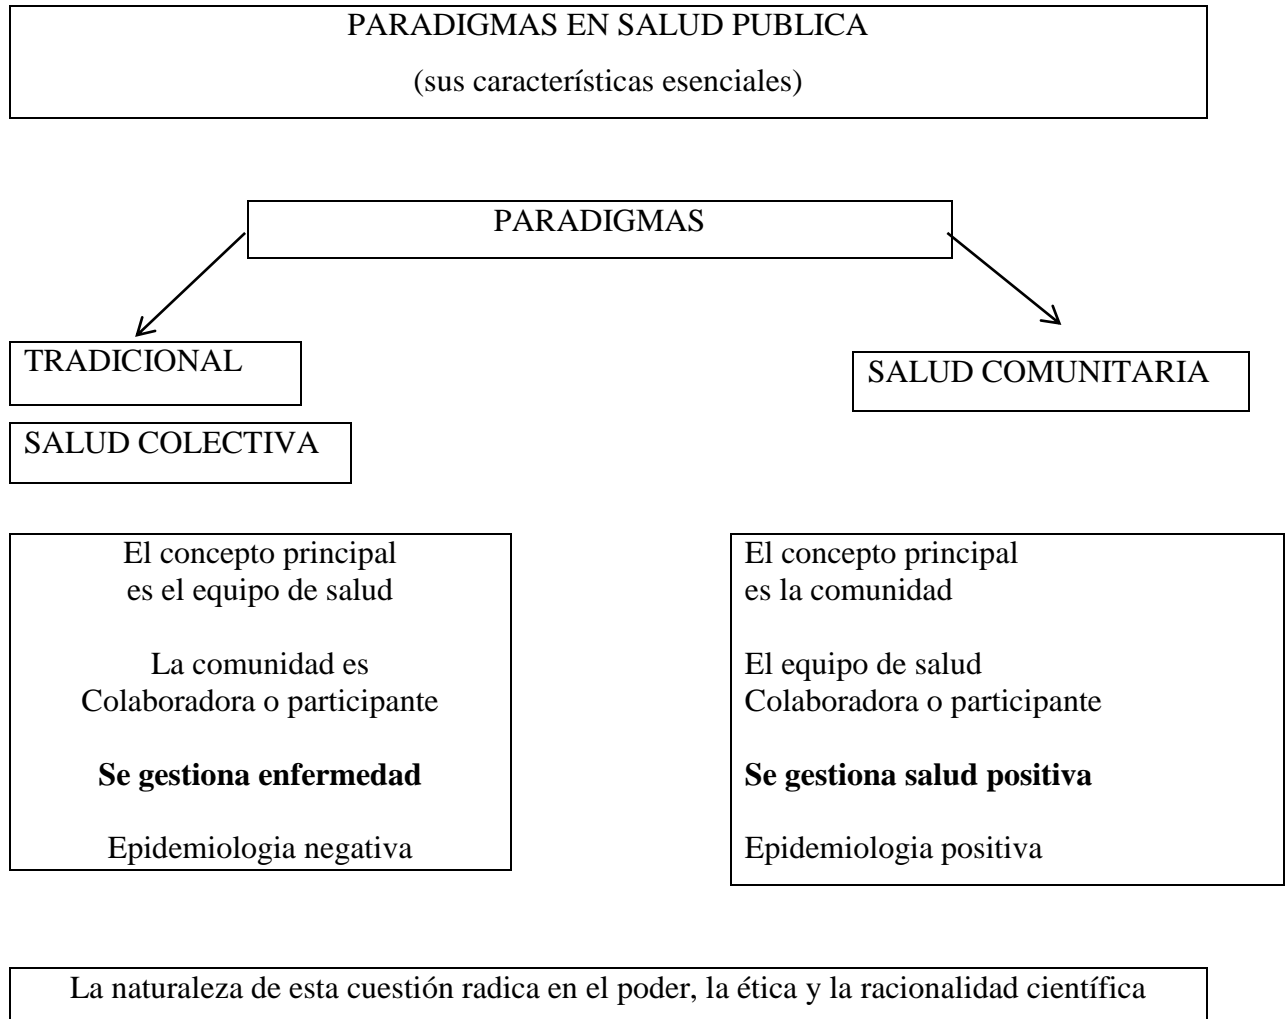 PARADIGMAS EN SALUD PUBLICA
(sus características esenciales)
PARADIGMAS
TRADICIONAL
SALUD COLECTIVA
SALUD COMUNITARIA
El concepto principal
es el equipo de salud
La comunidad es
Colaboradora o participante
Se gestiona enfermedad
Epidemiologia negativa
El concepto principal
es la comunidad
El equipo de salud
Colaboradora o participante
Se gestiona salud positiva
Epidemiologia positiva
La naturaleza de esta cuestión radica en el poder, la ética y la racionalidad científica